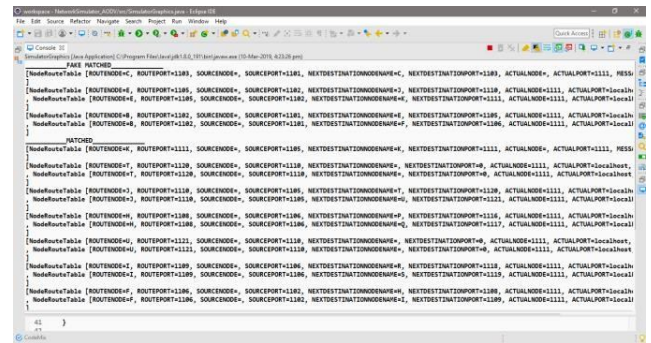 workspace - NetworkSimulator_AODV/src/SimulatorGraphics.java - Eclipse IDE
File Edit Source Refactor Navigate Search Project Run Window Help
Quick Access
Console
SimulatorGraphics [Java Application] C:\Program Files\Java\jdk1.8.0_191\bin\javaw.exe (10-Mar-2019, 4:23:26 pm)
FAKE MATCHED
[NodeRouteTable [ROUTENODE=C, ROUTEPORT=1103, SOURCENODE=, SOURCEPORT=1101, NEXTDESTINATIONNODENAME=C, NEXTDESTINATIONPORT=1103, ACTUALNODE=, ACTUALPORT=1111, MESSA
]
[NodeRouteTable [ROUTENODE=E, ROUTEPORT=1105, SOURCENODE=, SOURCEPORT=1102, NEXTDESTINATIONNODENAME=J, NEXTDESTINATIONPORT=1110, ACTUALNODE=1111, ACTUALPORT=localh
, NodeRouteTable [ROUTENODE=E, ROUTEPORT=1105, SOURCENODE=, SOURCEPORT=1102, NEXTDESTINATIONNODENAME=K, NEXTDESTINATIONPORT=1111, ACTUALNODE=1111, ACTUALPORT=local
]
[NodeRouteTable [ROUTENODE=B, ROUTEPORT=1102, SOURCENODE=, SOURCEPORT=1101, NEXTDESTINATIONNODENAME=E, NEXTDESTINATIONPORT=1105, ACTUALNODE=1111, ACTUALPORT=localh
, NodeRouteTable [ROUTENODE=B, ROUTEPORT=1102, SOURCENODE=, SOURCEPORT=1101, NEXTDESTINATIONNODENAME=F, NEXTDESTINATIONPORT=1106, ACTUALNODE=1111, ACTUALPORT=local
]
MATCHED
[NodeRouteTable [ROUTENODE=K, ROUTEPORT=1111, SOURCENODE=, SOURCEPORT=1105, NEXTDESTINATIONNODENAME=K, NEXTDESTINATIONPORT=1111, ACTUALNODE=, ACTUALPORT=1111, MESSA
]
[NodeRouteTable [ROUTENODE=T, ROUTEPORT=1120, SOURCENODE=, SOURCEPORT=1110, NEXTDESTINATIONNODENAME=, NEXTDESTINATIONPORT=0, ACTUALNODE=1111, ACTUALPORT=localhost,
, NodeRouteTable [ROUTENODE=T, ROUTEPORT=1120, SOURCENODE=, SOURCEPORT=1110, NEXTDESTINATIONNODENAME=, NEXTDESTINATIONPORT=0, ACTUALNODE=1111, ACTUALPORT=localhost
]
[NodeRouteTable [ROUTENODE=J, ROUTEPORT=1110, SOURCENODE=, SOURCEPORT=1105, NEXTDESTINATIONNODENAME=T, NEXTDESTINATIONPORT=1120, ACTUALNODE=1111, ACTUALPORT=localh
, NodeRouteTable [ROUTENODE=J, ROUTEPORT=1110, SOURCENODE=, SOURCEPORT=1105, NEXTDESTINATIONNODENAME=U, NEXTDESTINATIONPORT=1121, ACTUALNODE=1111, ACTUALPORT=local
]
[NodeRouteTable [ROUTENODE=H, ROUTEPORT=1108, SOURCENODE=, SOURCEPORT=1106, NEXTDESTINATIONNODENAME=P, NEXTDESTINATIONPORT=1116, ACTUALNODE=1111, ACTUALPORT=localh
, NodeRouteTable [ROUTENODE=H, ROUTEPORT=1108, SOURCENODE=, SOURCEPORT=1106, NEXTDESTINATIONNODENAME=Q, NEXTDESTINATIONPORT=1117, ACTUALNODE=1111, ACTUALPORT=local
]
[NodeRouteTable [ROUTENODE=U, ROUTEPORT=1121, SOURCENODE=, SOURCEPORT=1110, NEXTDESTINATIONNODENAME=, NEXTDESTINATIONPORT=0, ACTUALNODE=1111, ACTUALPORT=localhost,
, NodeRouteTable [ROUTENODE=U, ROUTEPORT=1121, SOURCENODE=, SOURCEPORT=1110, NEXTDESTINATIONNODENAME=, NEXTDESTINATIONPORT=0, ACTUALNODE=1111, ACTUALPORT=localhost
]
[NodeRouteTable [ROUTENODE=I, ROUTEPORT=1109, SOURCENODE=, SOURCEPORT=1106, NEXTDESTINATIONNODENAME=R, NEXTDESTINATIONPORT=1118, ACTUALNODE=1111, ACTUALPORT=localh
, NodeRouteTable [ROUTENODE=I, ROUTEPORT=1109, SOURCENODE=, SOURCEPORT=1106, NEXTDESTINATIONNODENAME=S, NEXTDESTINATIONPORT=1119, ACTUALNODE=1111, ACTUALPORT=local
]
[NodeRouteTable [ROUTENODE=F, ROUTEPORT=1106, SOURCENODE=, SOURCEPORT=1102, NEXTDESTINATIONNODENAME=H, NEXTDESTINATIONPORT=1108, ACTUALNODE=1111, ACTUALPORT=localh
, NodeRouteTable [ROUTENODE=F, ROUTEPORT=1106, SOURCENODE=, SOURCEPORT=1102, NEXTDESTINATIONNODENAME=I, NEXTDESTINATIONPORT=1109, ACTUALNODE=1111, ACTUALPORT=local
]
41 }
CodeMix